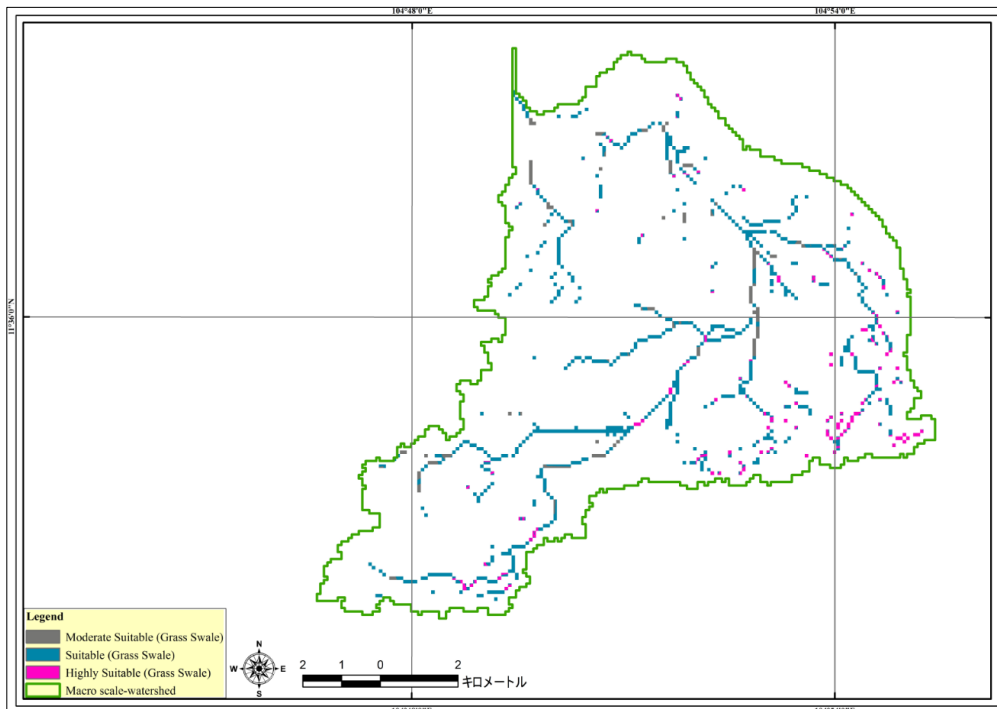 104°48'0"E 104°54'0"E
11°36'0"N
Legend
Moderate Suitable (Grass Swale)
Suitable (Grass Swale)
Highly Suitable (Grass Swale)
Macro scale-watershed
N
W E
S
2 1 0 2
キロメートル